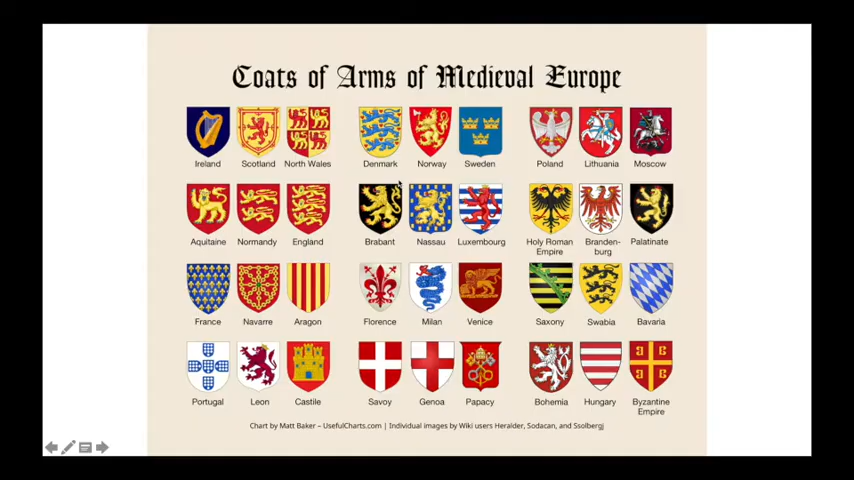 Coats of Arms of Medieval Europe
Ireland Scotland North Wales Denmark Norway Sweden Poland Lithuania Moscow
Aquitaine Normandy England Brabant Nassau Luxembourg Holy Roman Empire Branden-burg Palatinate
France Navarre Aragon Florence Milan Venice Saxony Swabia Bavaria
Portugal Leon Castile Savoy Genoa Papacy Bohemia Hungary Byzantine Empire
Chart by Matt Baker – UsefulCharts.com | Individual images by Wiki users Heralder, Sodacan, and Ssolbergj